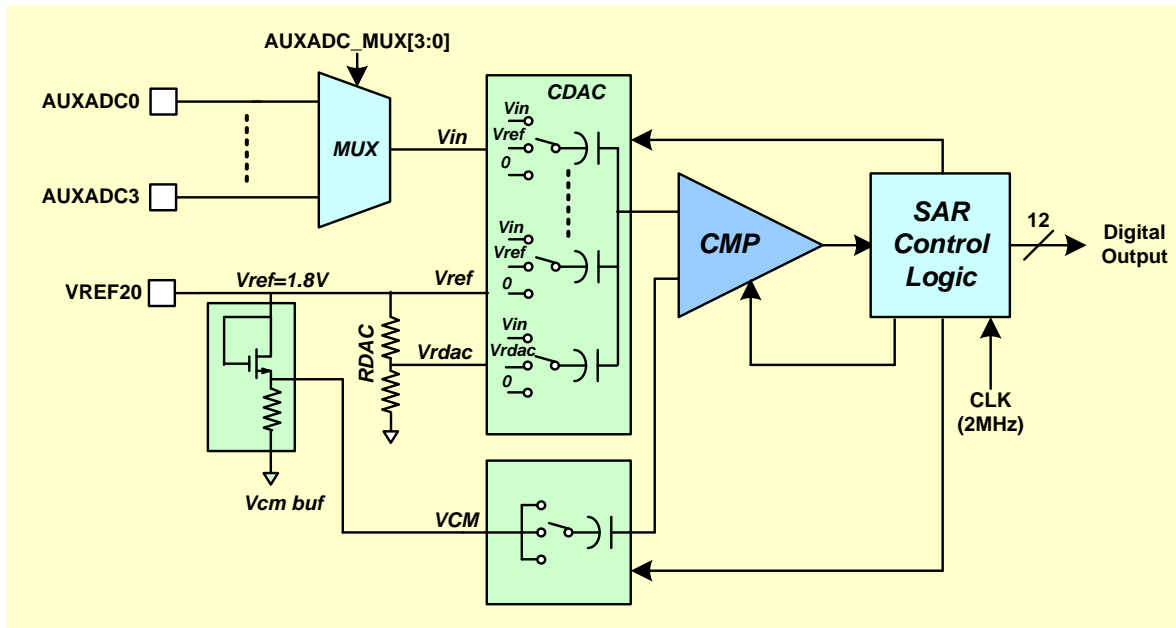 AUXADC_MUX[3:0]
AUXADC0
AUXADC3
MUX
Vin
CDAC
Vin
Vref
0
Vin
Vref
0
Vin
Vrdac
0
VREF20
Vref=1.8V
Vref
RDAC
Vrdac
Vcm buf
VCM
CMP
SAR
Control
Logic
12
Digital
Output
CLK
(2MHz)